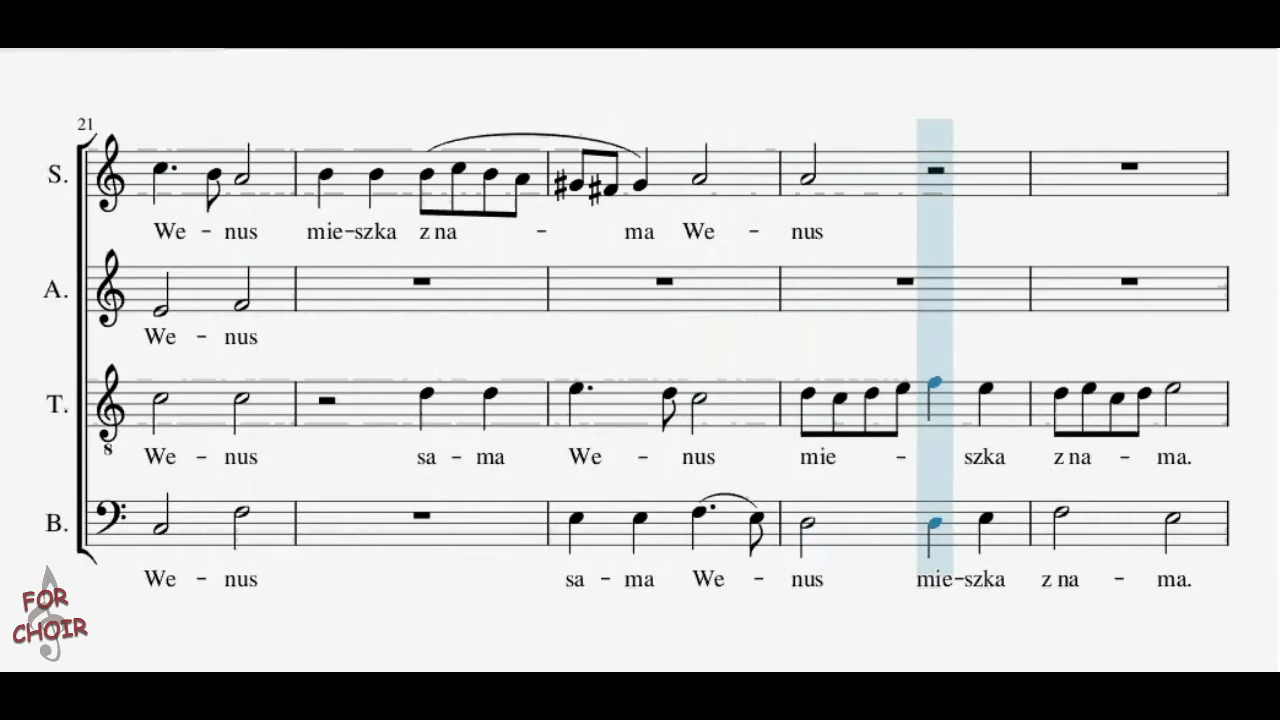 21
S.
We - nus mie-szka z na - ma We - nus
A.
We - nus
T.
8
We - nus sa - ma We - nus mie - szka z na - ma.
B.
We - nus sa - ma We - nus mie-szka z na - ma.
FOR
CHOIR